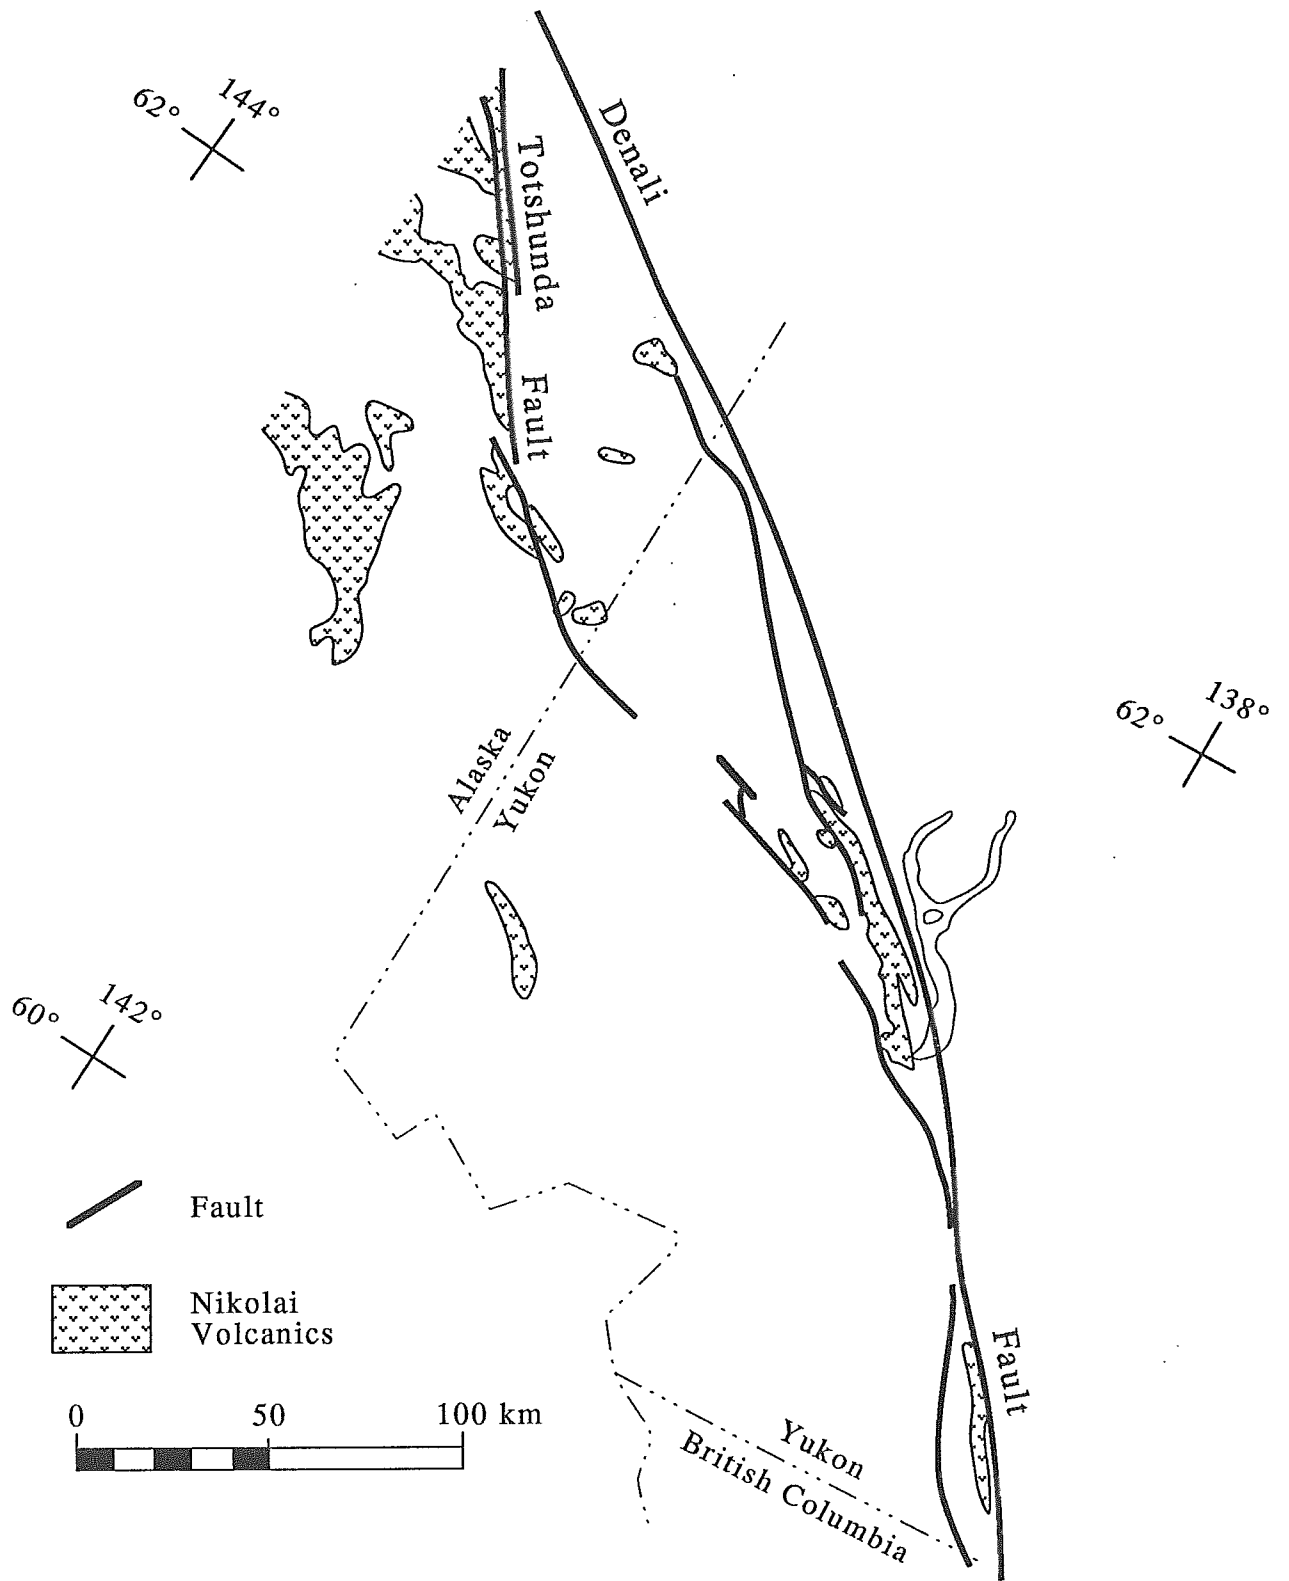 62° 144°
Denali
Totshunda
Fault
62° 138°
Alaska
Yukon
60° 142°
Fault
Nikolai
Volcanics
0 50 100 km
Fault
Yukon
British Columbia